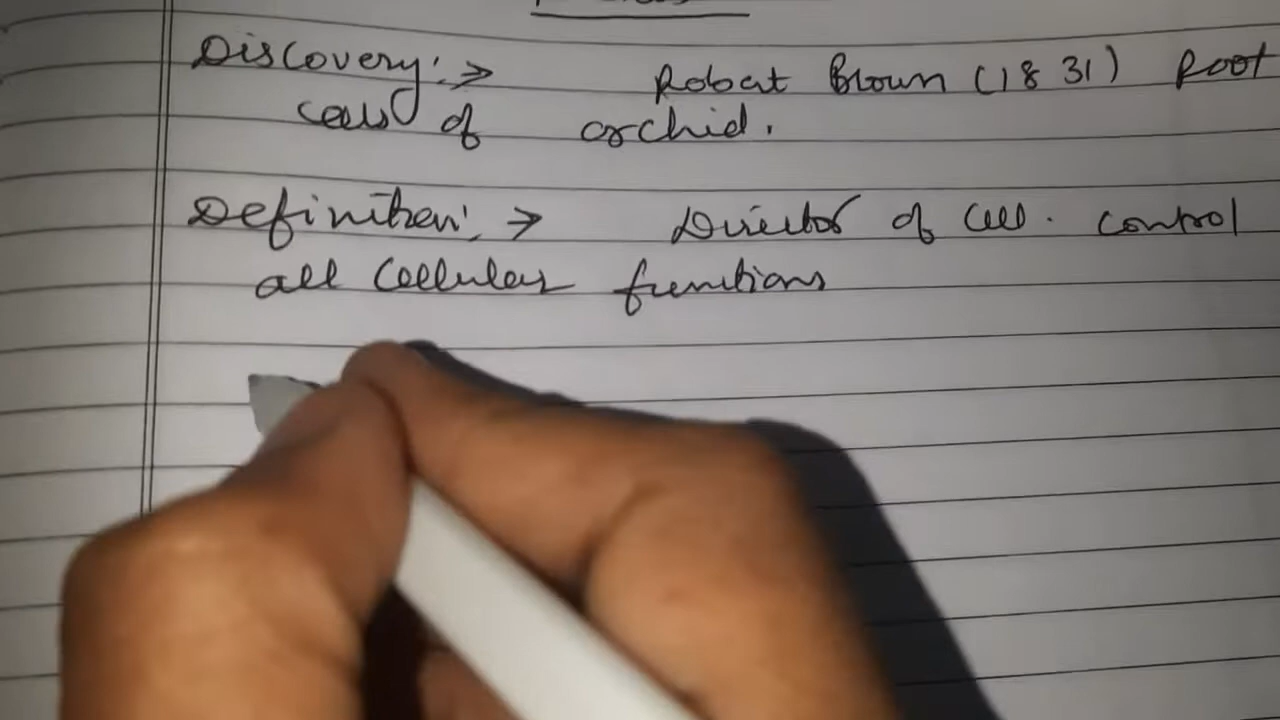 Discovery :→ Robert Brown (1831) Root
cells of orchid.
Definition :→ Director of cell. control
all cellular functions